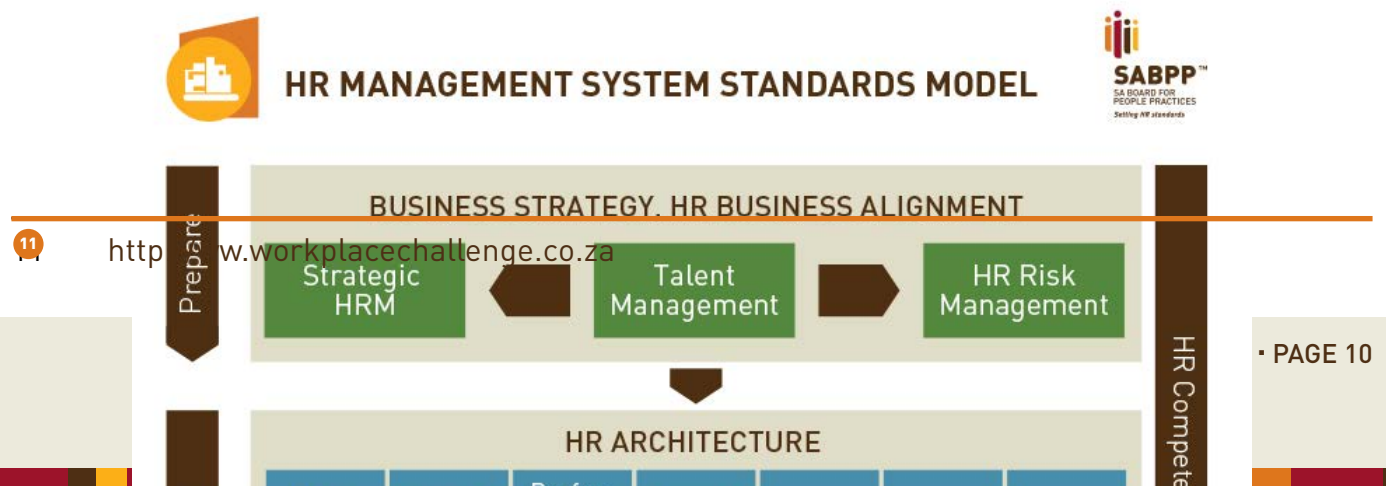 HR MANAGEMENT SYSTEM STANDARDS MODEL
SABPP™
SA BOARD FOR
PEOPLE PRACTICES
Setting HR standards
Prepare
BUSINESS STRATEGY, HR BUSINESS ALIGNMENT
11
http w.workplacechallenge.co.za
Strategic
HRM
Talent
Management
HR Risk
Management
▪ PAGE 10
HR Compete
HR ARCHITECTURE